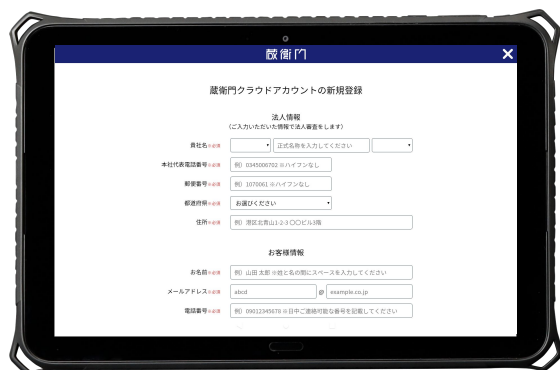 蔵衛門
蔵衛門クラウドアカウントの新規登録
法人情報
(ご入力いただいた情報で法人審査をします)
貴社名※必須 正式名称を入力してください
本社代表電話番号※必須 例）0345006702 ※ハイフンなし
郵便番号※必須 例）1070061 ※ハイフンなし
都道府県※必須 お選びください
住所※必須 例）港区北青山1-2-3 〇〇ビル3階
お客様情報
お名前※必須 例）山田 太郎 ※姓と名の間にスペースを入力してください
メールアドレス※必須 abcd @ example.co.jp
電話番号※必須 例）09012345678 ※日中ご連絡可能な番号を記載してください